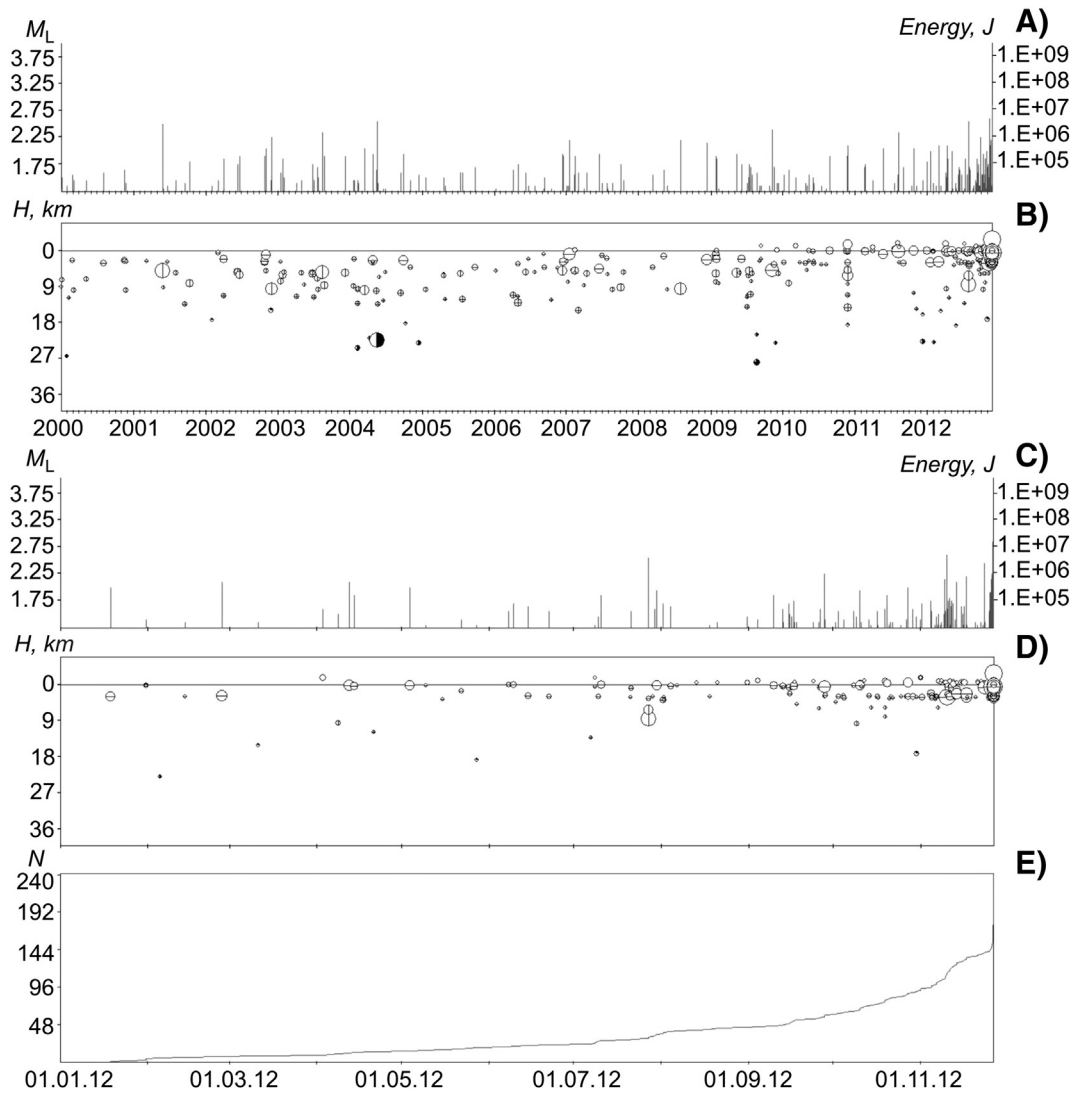 M_L Energy, J A)
3.75 1.E+09
3.25 1.E+08
2.75 1.E+07
2.25 1.E+06
1.75 1.E+05
H, km B)
0
9
18
27
36
2000 2001 2002 2003 2004 2005 2006 2007 2008 2009 2010 2011 2012
M_L Energy, J C)
3.75 1.E+09
3.25 1.E+08
2.75 1.E+07
2.25 1.E+06
1.75 1.E+05
H, km D)
0
9
18
27
36
N E)
240
192
144
96
48
01.01.12 01.03.12 01.05.12 01.07.12 01.09.12 01.11.12